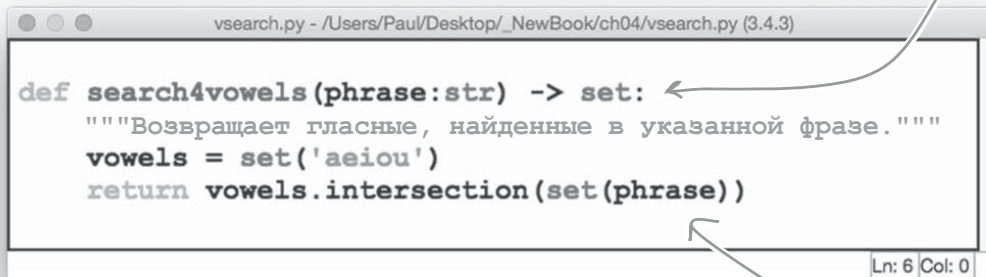 vsearch.py - /Users/Paul/Desktop/_NewBook/ch04/vsearch.py (3.4.3)
def search4vowels(phrase:str) -> set:
    """Возвращает гласные, найденные в указанной фразе."""
    vowels = set('aeiou')
    return vowels.intersection(set(phrase))
Ln: 6 Col: 0